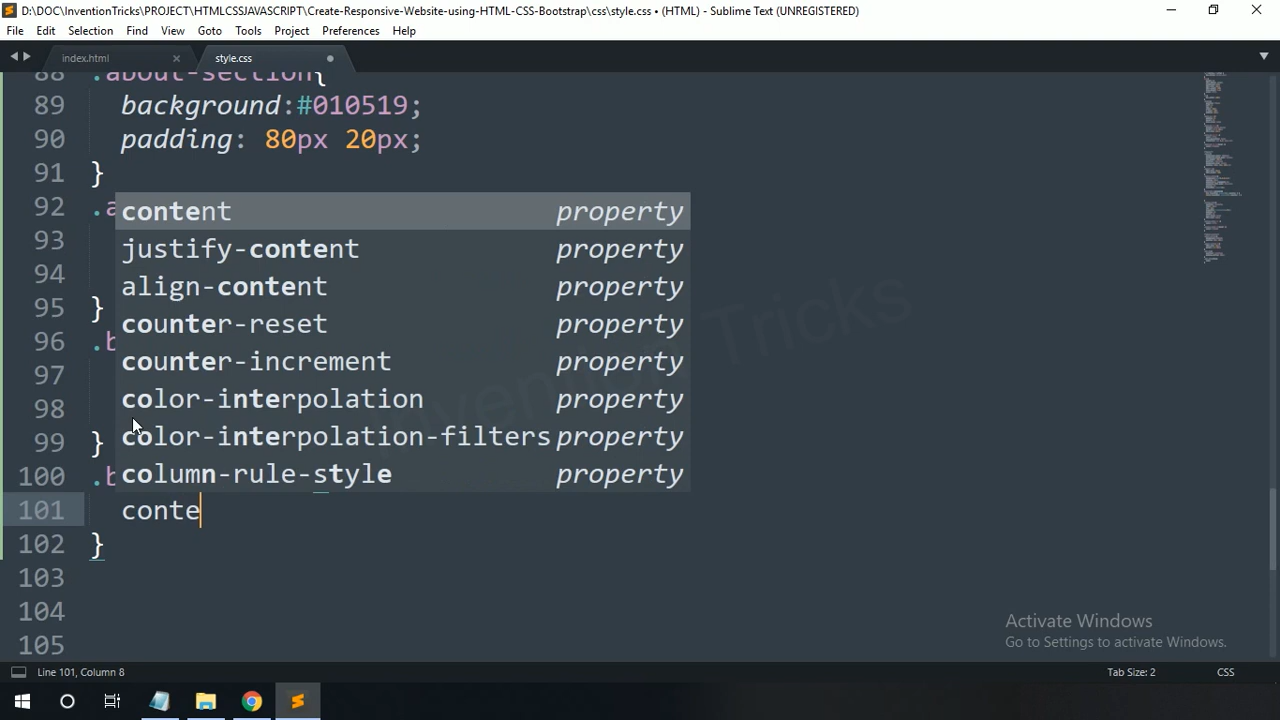 D:\DOC\InventionTricks\PROJECT\HTMLCSSJAVASCRIPT\Create-Responsive-Website-using-HTML-CSS-Bootstrap\css\style.css • (HTML) - Sublime Text (UNREGISTERED)
File Edit Selection Find View Goto Tools Project Preferences Help
index.html style.css
88 .about-section{
89 background:#010519;
90 padding: 80px 20px;
91 }
92 .a
content property
93
justify-content property
94
align-content property
95 }
counter-reset property
96 .b
counter-increment property
97
color-interpolation property
98
color-interpolation-filters property
99 }
column-rule-style property
100 .b
101 conte
102 }
103
104
105
Invention Tricks
Activate Windows
Go to Settings to activate Windows.
Line 101, Column 8 Tab Size: 2 CSS